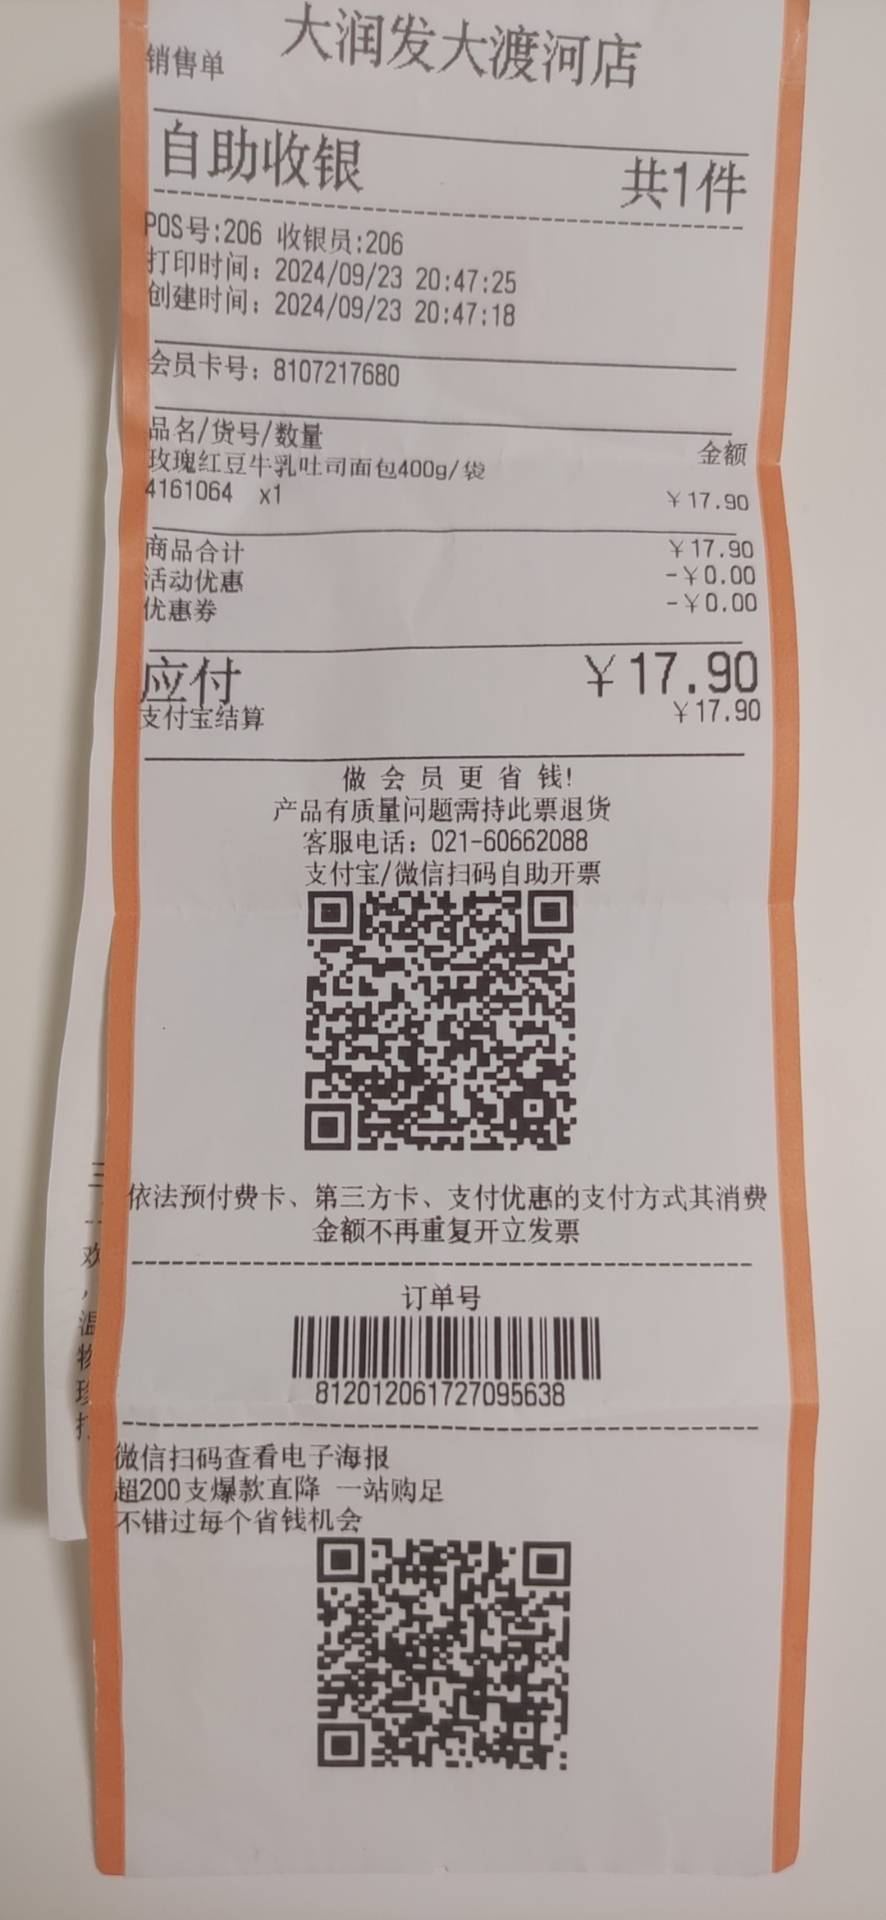 大润发大渡河店
销售单
自助收银 共1件
POS号:206 收银员:206
打印时间: 2024/09/23 20:47:25
创建时间: 2024/09/23 20:47:18
会员卡号: 8107217680
品名/货号/数量 金额
玫瑰红豆牛乳吐司面包400g/袋
4161064 x1 ￥17.90
商品合计 ￥17.90
活动优惠 -￥0.00
优惠券 -￥0.00
应付 ￥17.90
支付宝结算 ￥17.90
做会员更省钱!
产品有质量问题需持此票退货
客服电话: 021-60662088
支付宝/微信扫码自助开票
依法预付费卡、第三方卡、支付优惠的支付方式其消费
金额不再重复开立发票
订单号
812012061727095638
微信扫码查看电子海报
超200支爆款直降 一站购足
不错过每个省钱机会